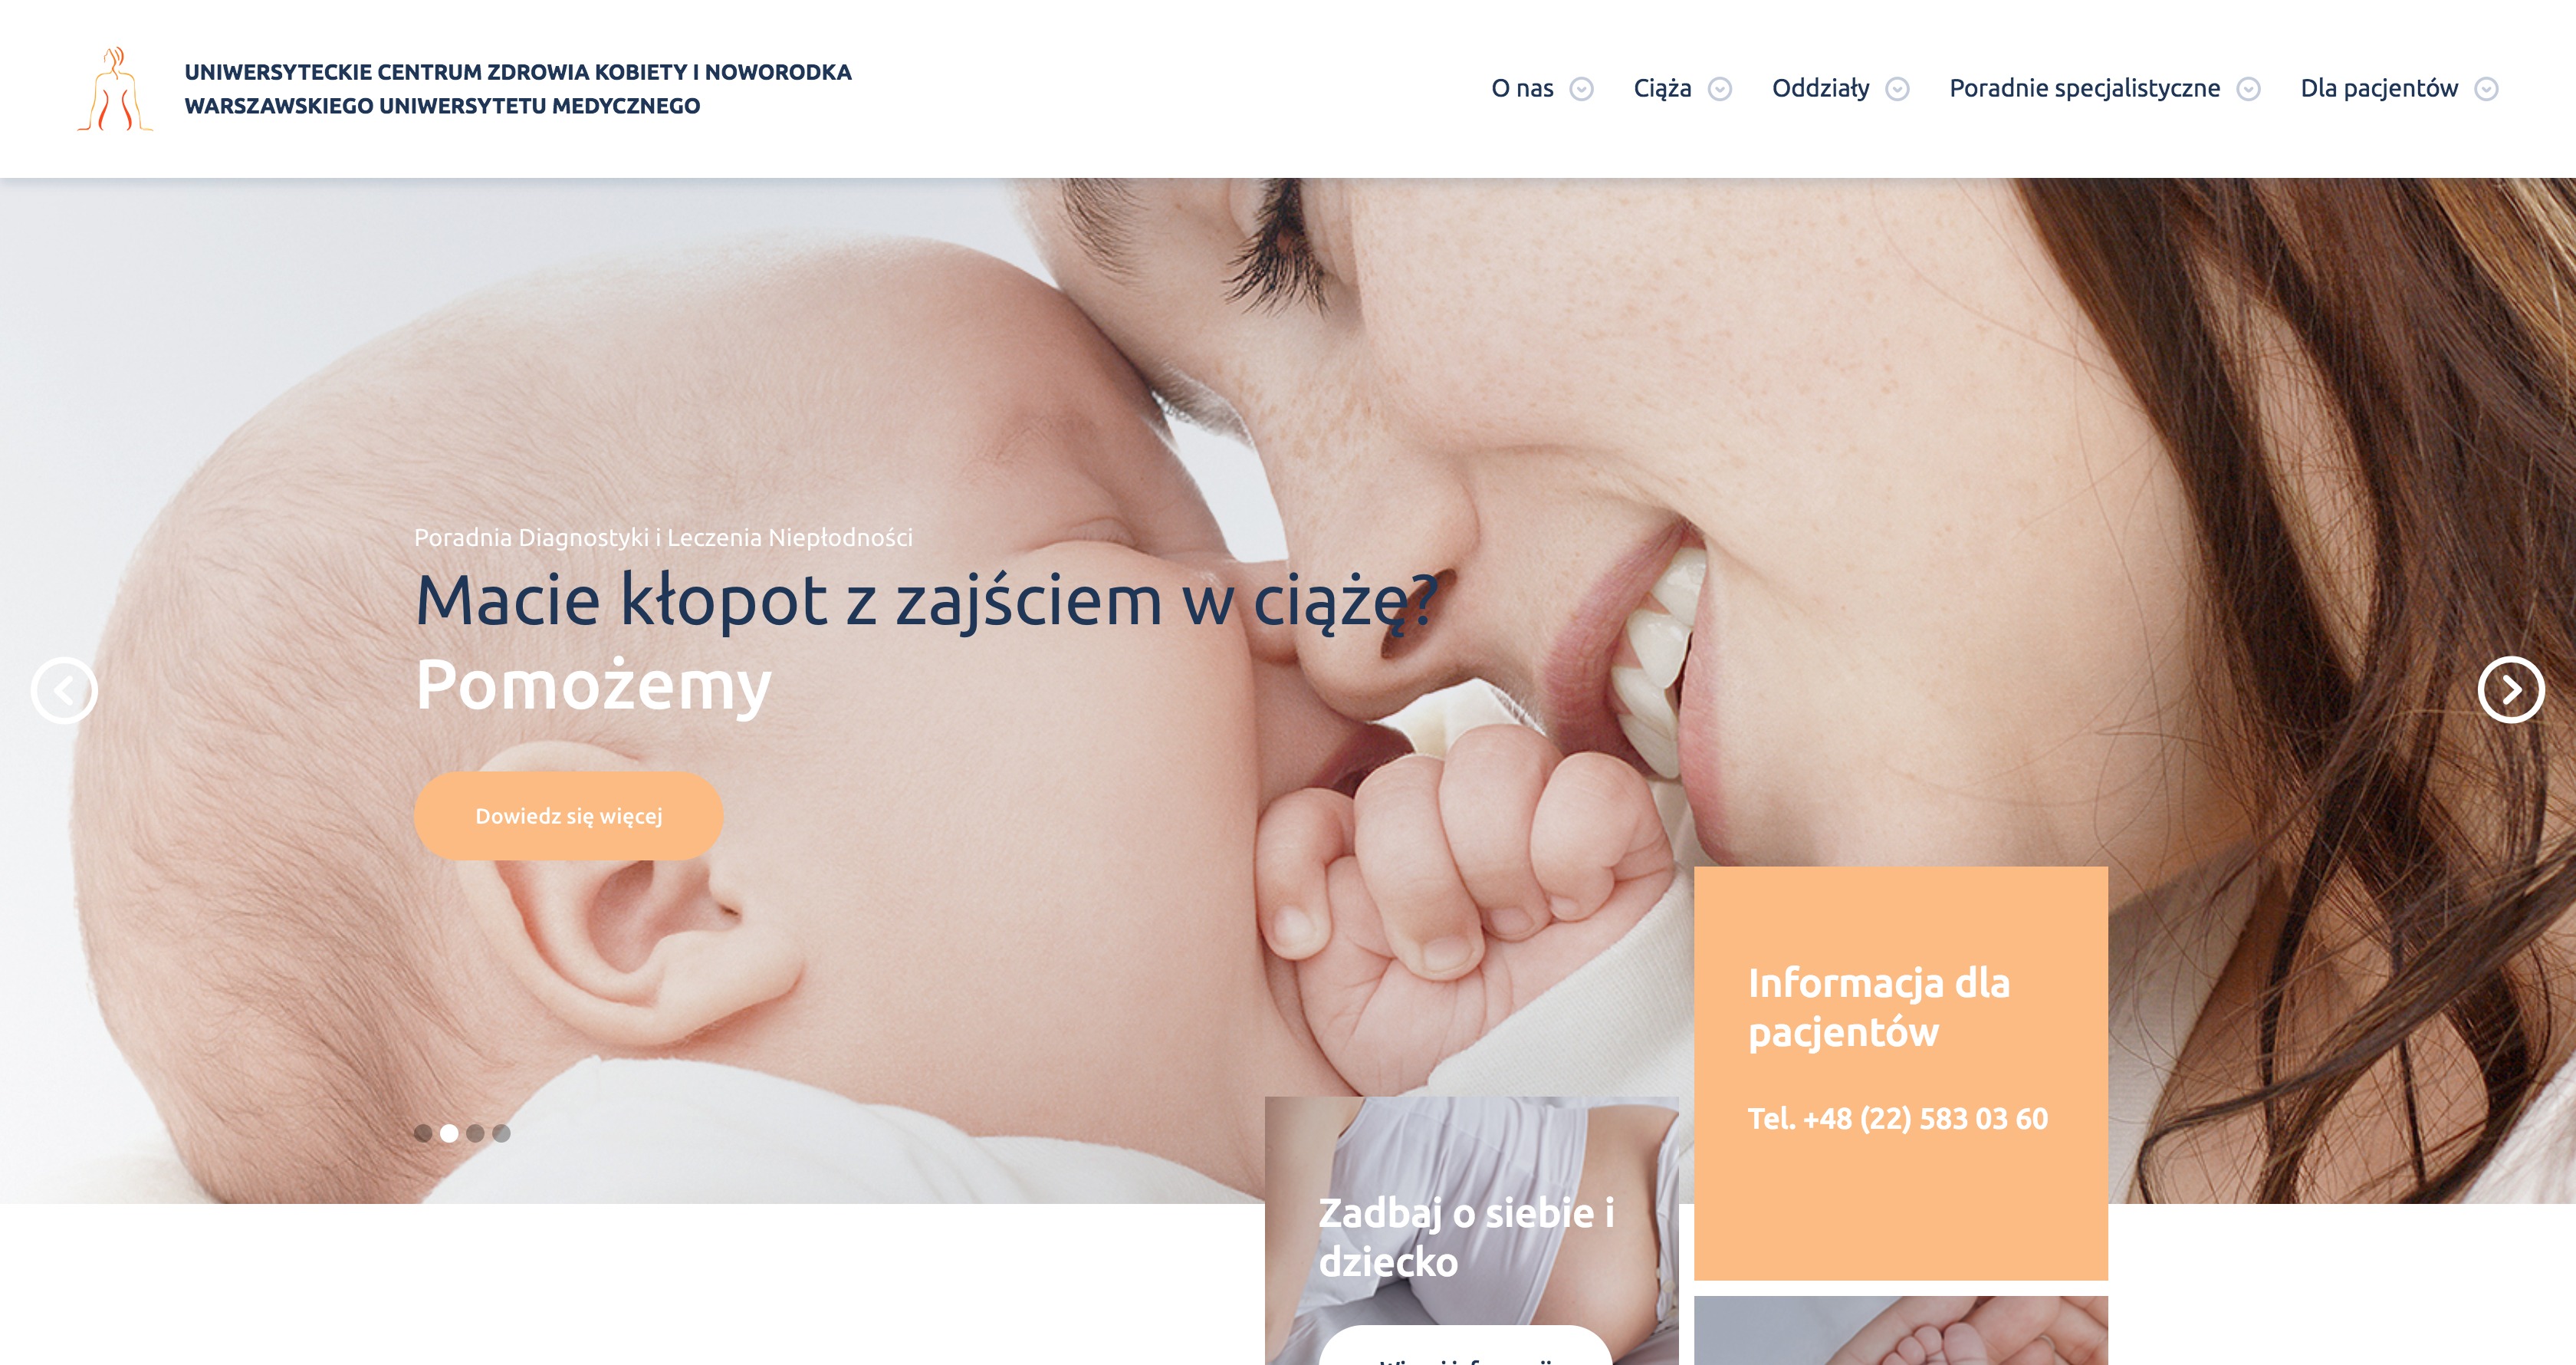 UNIWERSYTECKIE CENTRUM ZDROWIA KOBIETY I NOWORODKA
WARSZAWSKIEGO UNIWERSYTETU MEDYCZNEGO
O nas
Ciąża
Oddziały
Poradnie specjalistyczne
Dla pacjentów
Poradnia Diagnostyki i Leczenia Niepłodności
Macie kłopot z zajściem w ciążę?
Pomożemy
Dowiedz się więcej
Informacja dla
pacjentów
Tel. +48 (22) 583 03 60
Zadbaj o siebie i
dziecko